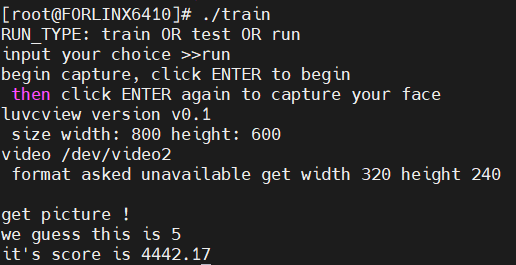 [root@FORLINX6410]# ./train
RUN_TYPE: train OR test OR run
input your choice >>run
begin capture, click ENTER to begin
 then click ENTER again to capture your face
luvcview version v0.1
 size width: 800 height: 600
video /dev/video2
 format asked unavailable get width 320 height 240

get picture !
we guess this is 5
it's score is 4442.17